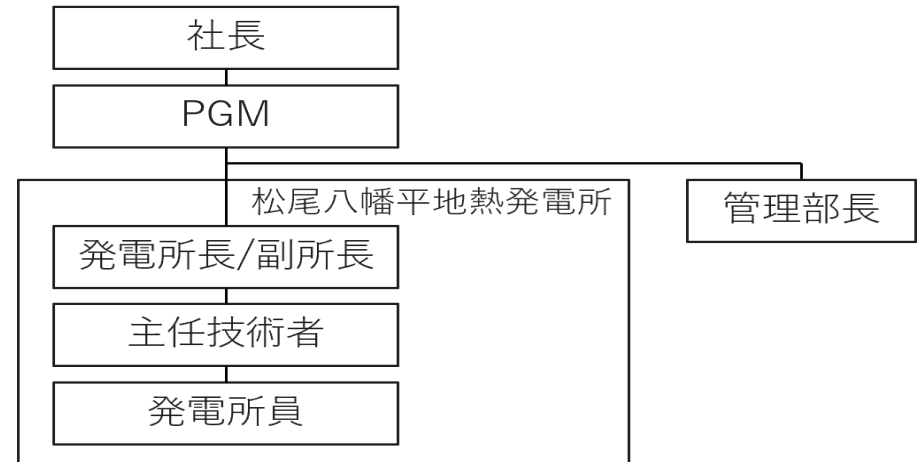 社長
PGM
松尾八幡平地熱発電所
管理部長
発電所長/副所長
主任技術者
発電所員